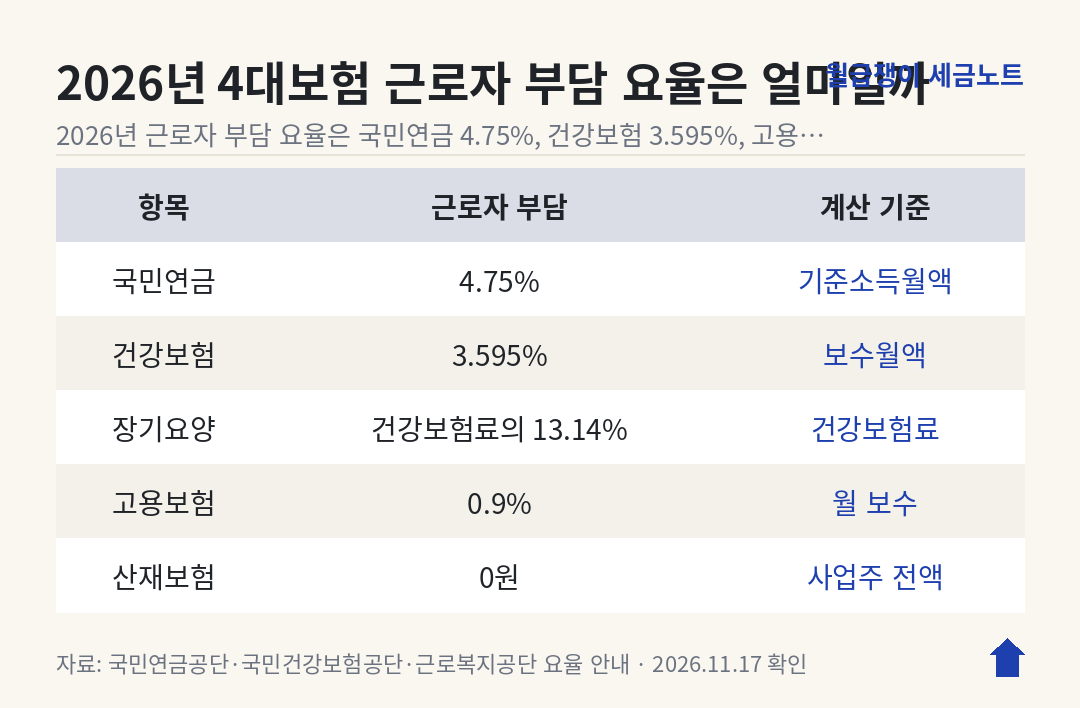 2026년 4대보험 근로자 부담 요율은 얼마일까
세금노트
2026년 근로자 부담 요율은 국민연금 4.75%, 건강보험 3.595%, 고용…
항목 근로자 부담 계산 기준
국민연금 4.75% 기준소득월액
건강보험 3.595% 보수월액
장기요양 건강보험료의 13.14% 건강보험료
고용보험 0.9% 월 보수
산재보험 0원 사업주 전액
자료: 국민연금공단·국민건강보험공단·근로복지공단 요율 안내 · 2026.11.17 확인